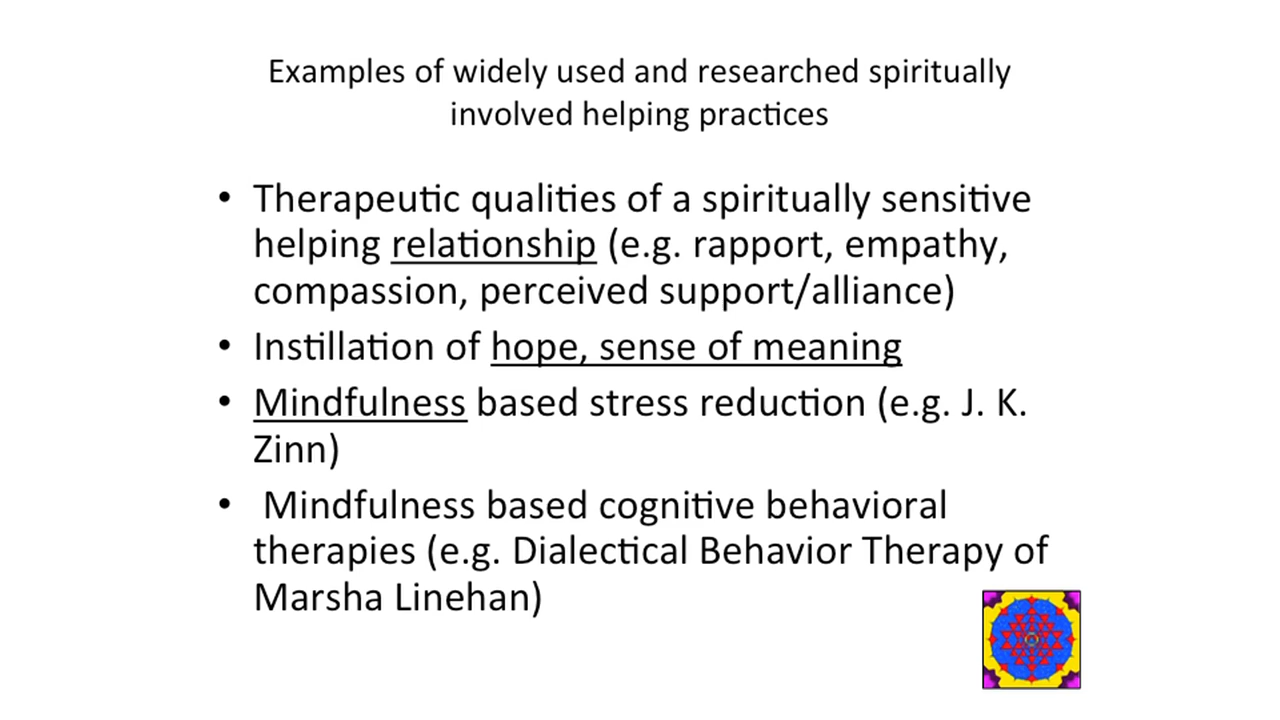 Examples of widely used and researched spiritually
involved helping practices
• Therapeutic qualities of a spiritually sensitive
helping relationship (e.g. rapport, empathy,
compassion, perceived support/alliance)
• Instillation of hope, sense of meaning
• Mindfulness based stress reduction (e.g. J. K.
Zinn)
• Mindfulness based cognitive behavioral
therapies (e.g. Dialectical Behavior Therapy of
Marsha Linehan)